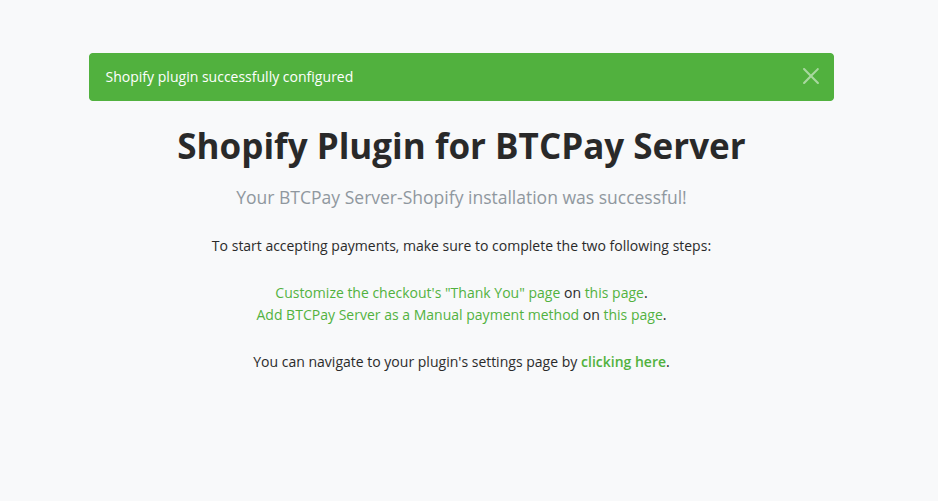 Shopify plugin successfully configured
Shopify Plugin for BTCPay Server
Your BTCPay Server-Shopify installation was successful!
To start accepting payments, make sure to complete the two following steps:
Customize the checkout's "Thank You" page on this page.
Add BTCPay Server as a Manual payment method on this page.
You can navigate to your plugin's settings page by clicking here.